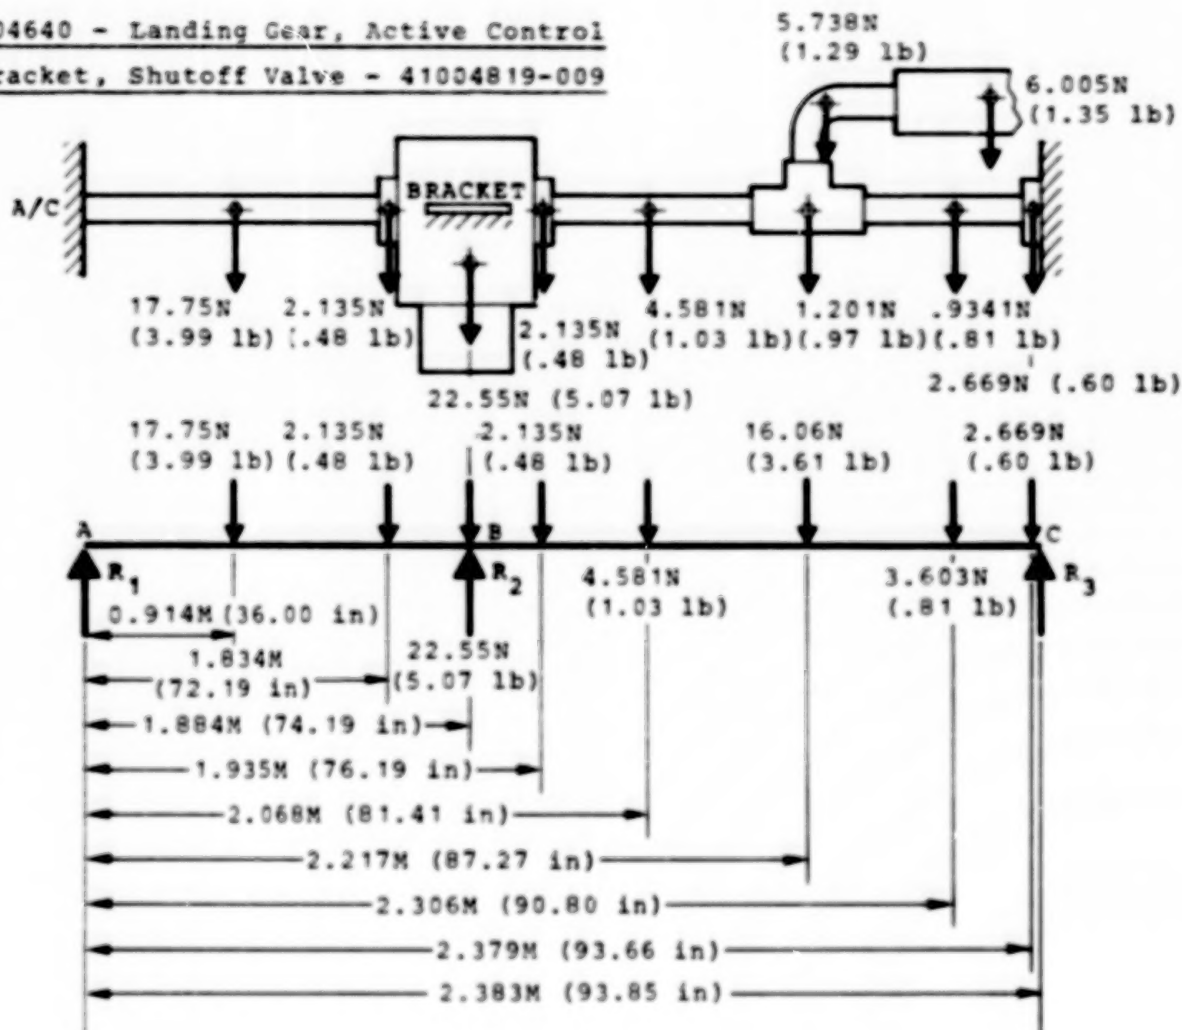 04640 - Landing Gear, Active Control
racket, Shutoff Valve - 41004819-009
5.738N
(1.29 lb)
6.005N
(1.35 lb)
A/C
BRACKET
17.75N
(3.99 lb)
2.135N
(.48 lb)
2.135N
(.48 lb)
4.581N
(1.03 lb)
1.201N
(.97 lb)
.9341N
(.81 lb)
22.55N (5.07 lb)
2.669N (.60 lb)
17.75N
(3.99 lb)
2.135N
(.48 lb)
2.135N
(.48 lb)
16.06N
(3.61 lb)
2.669N
(.60 lb)
A
B
C
R1
R2
4.581N
(1.03 lb)
3.603N
(.81 lb)
R3
0.914M (36.00 in)
1.834M
(72.19 in)
22.55N
(5.07 lb)
1.884M (74.19 in)
1.935M (76.19 in)
2.068M (81.41 in)
2.217M (87.27 in)
2.306M (90.80 in)
2.379M (93.66 in)
2.383M (93.85 in)